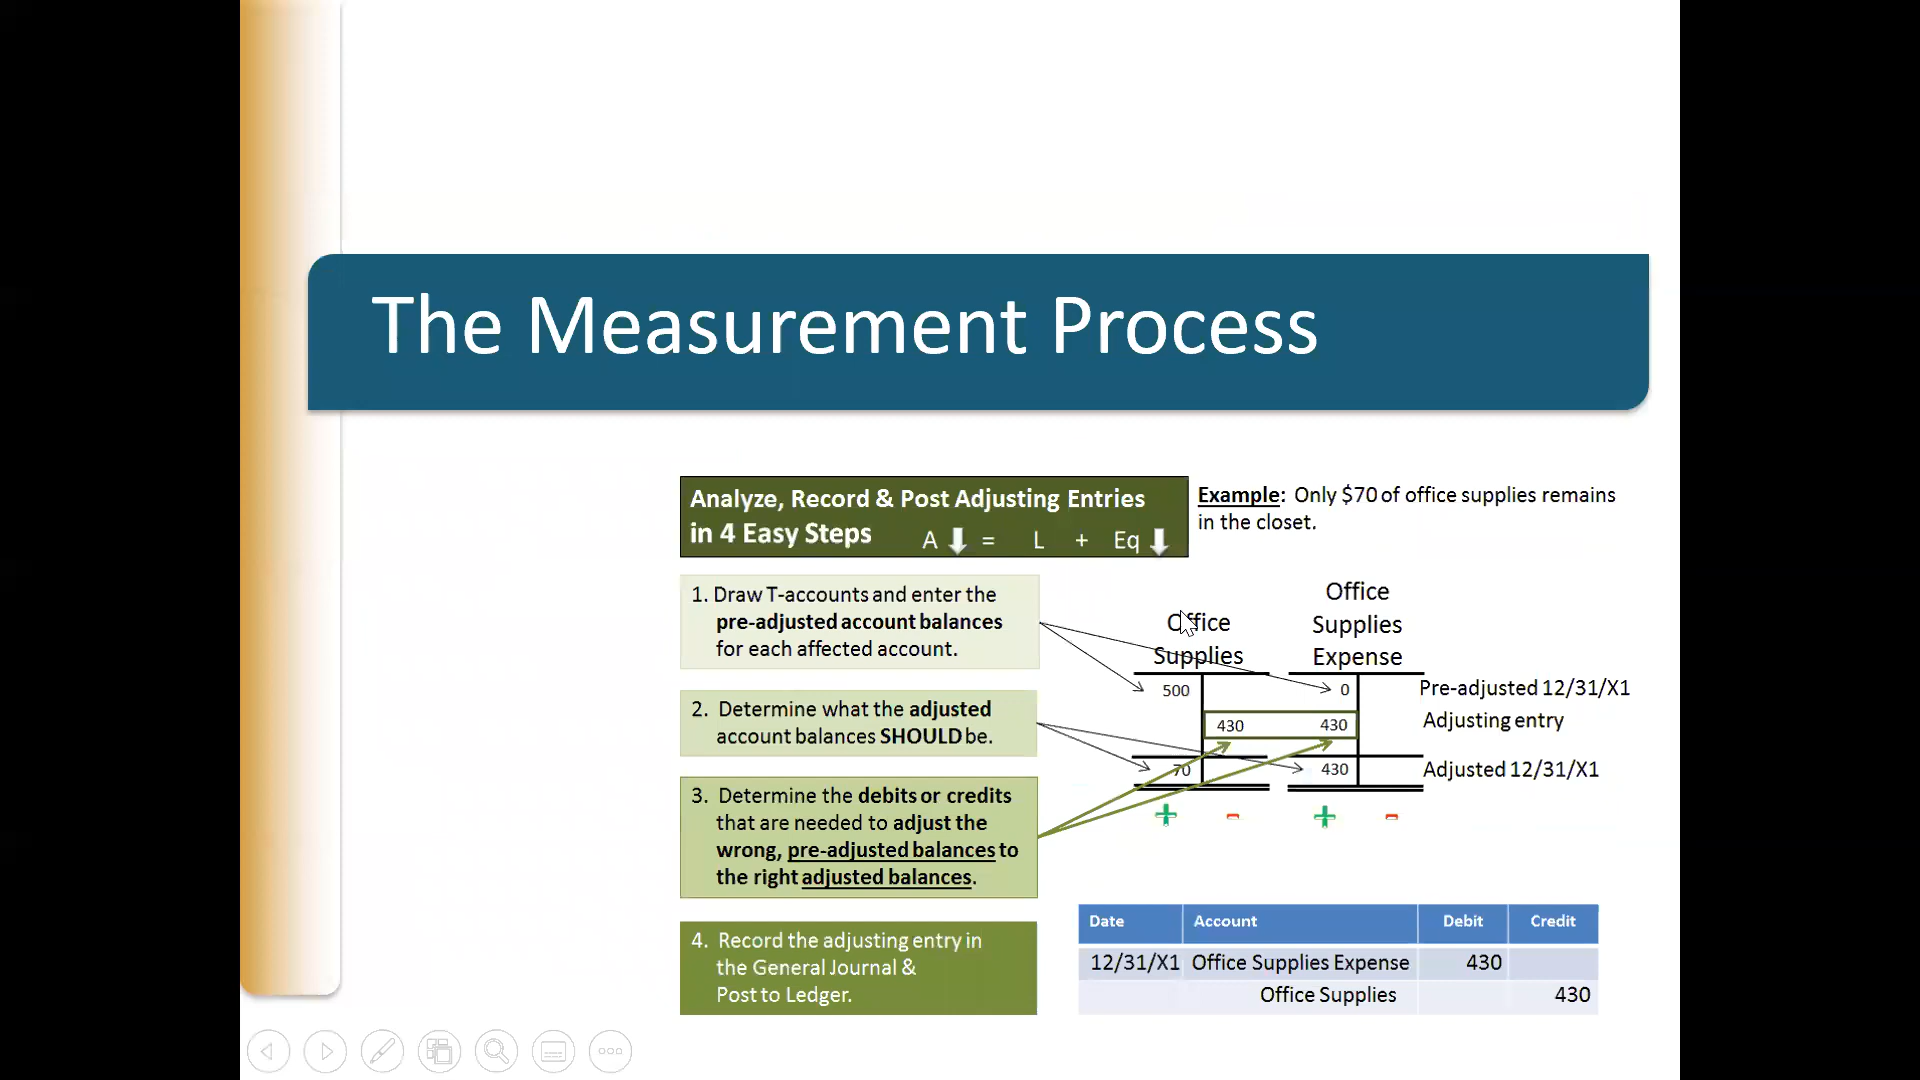 The Measurement Process
Analyze, Record & Post Adjusting Entries
in 4 Easy Steps
A = L + Eq
Example: Only $70 of office supplies remains
in the closet.
1. Draw T-accounts and enter the
pre-adjusted account balances
for each affected account.
2. Determine what the adjusted
account balances SHOULD be.
3. Determine the debits or credits
that are needed to adjust the
wrong, pre-adjusted balances to
the right adjusted balances.
4. Record the adjusting entry in
the General Journal &
Post to Ledger.
Office
Supplies
Office
Supplies
Expense
500 0 Pre-adjusted 12/31/X1
430 430 Adjusting entry
70 430 Adjusted 12/31/X1
+ - + -
Date Account Debit Credit
12/31/X1 Office Supplies Expense 430
Office Supplies 430